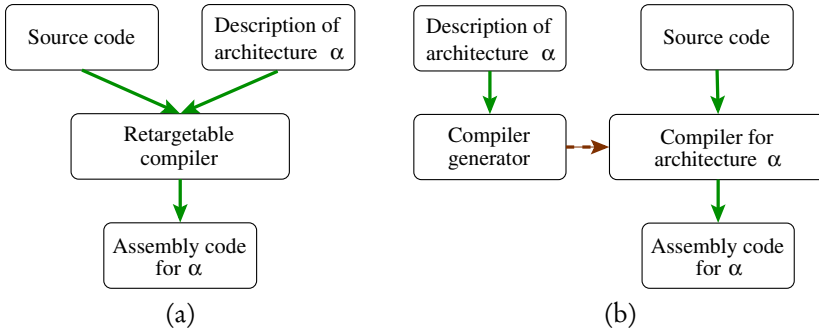 Source code
Description of
architecture α
Retargetable
compiler
Assembly code
for α
(a)
Description of
architecture α
Source code
Compiler
generator
Compiler for
architecture α
Assembly code
for α
(b)